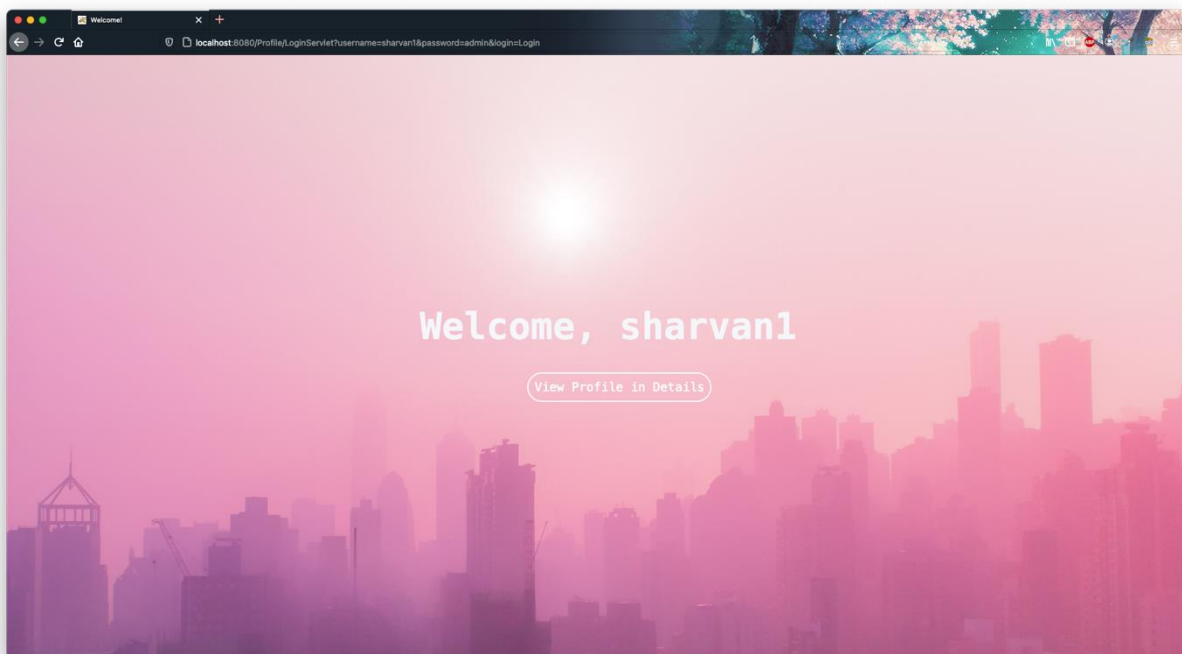 Welcome!
localhost:8080/Profile/LoginServlet?username=sharvan1&password=admin&login=Login
Welcome, sharvan1
View Profile in Details